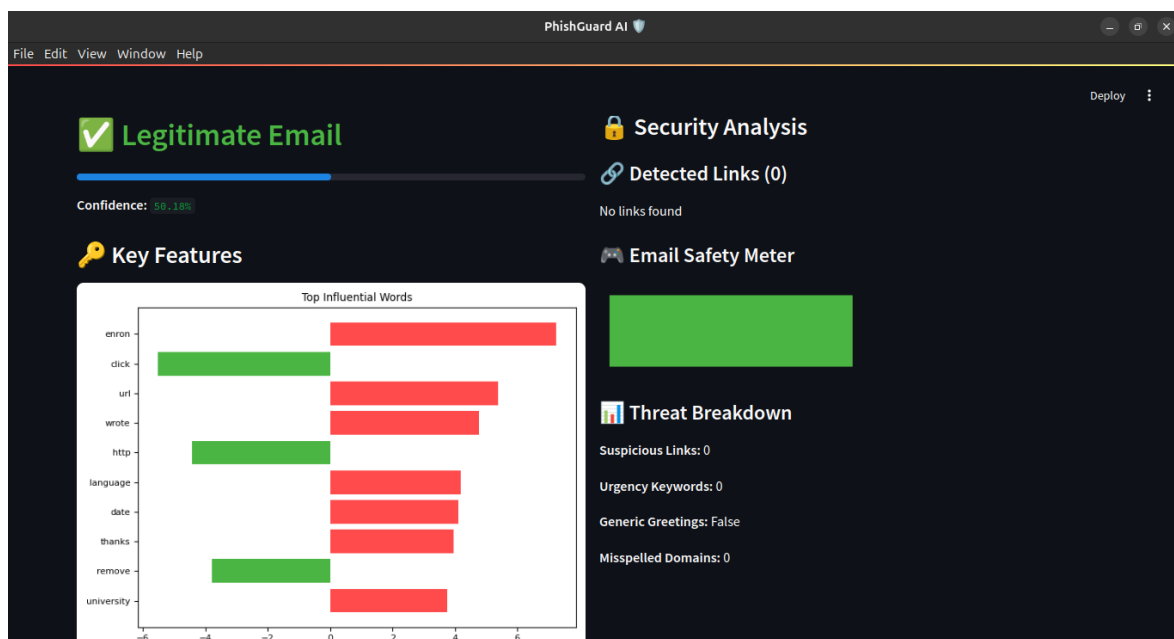 PhishGuard AI 🛡️
File Edit View Window Help
Deploy
✅ Legitimate Email
Confidence: 50.18%
🔑 Key Features
Top Influential Words
enron
click
url
wrote
http
language
date
thanks
remove
university
−6 −4 −2 0 2 4 6
🔒 Security Analysis
🔗 Detected Links (0)
No links found
🎮 Email Safety Meter
📊 Threat Breakdown
Suspicious Links: 0
Urgency Keywords: 0
Generic Greetings: False
Misspelled Domains: 0